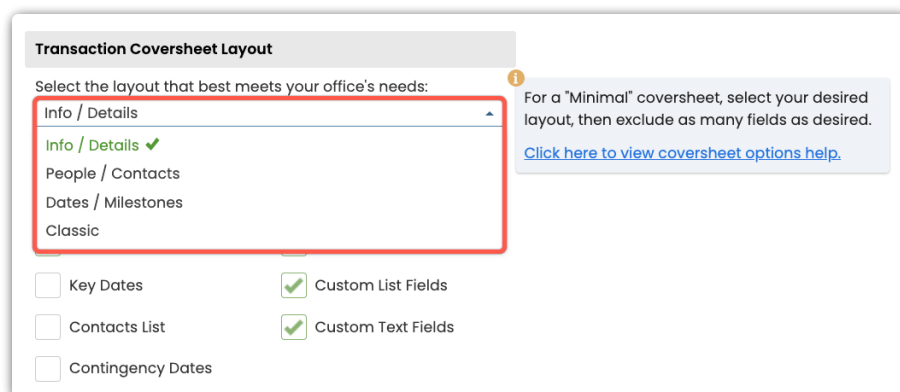 Transaction Coversheet Layout
Select the layout that best meets your office's needs:
Info / Details
Info / Details
People / Contacts
Dates / Milestones
Classic
i
For a "Minimal" coversheet, select your desired
layout, then exclude as many fields as desired.
Click here to view coversheet options help.
Key Dates
Custom List Fields
Contacts List
Custom Text Fields
Contingency Dates